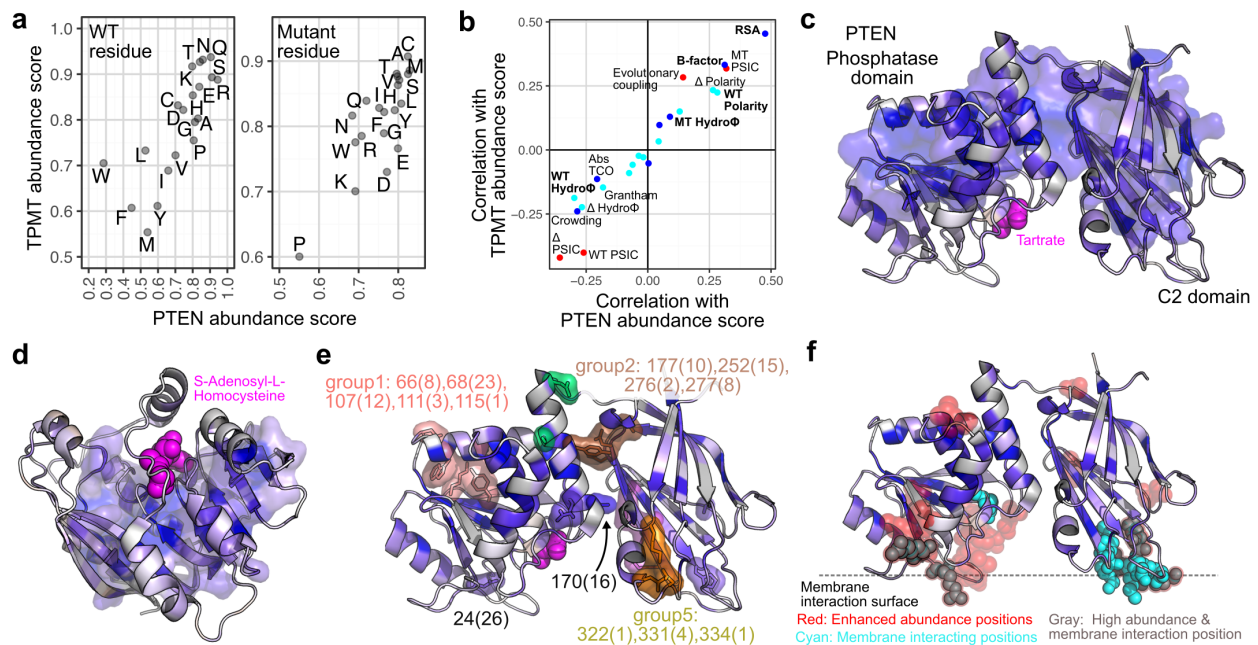 a
WT
residue
Mutant
residue
TPMT abundance score
1.0
0.9
0.8
0.7
0.6
0.5
N
Q
T
K
S
E
R
C
H
D
G
A
P
L
V
W
I
F
Y
M
0.2
0.3
0.4
0.5
0.6
0.7
0.8
0.9
1.0
PTEN abundance score
0.9
0.8
0.7
0.6
C
A
T
M
V
S
I
H
L
Q
N
F
G
Y
W
R
E
D
K
P
0.5
0.6
0.7
0.8
b
Correlation with
TPMT abundance score
0.50
0.25
0.00
−0.25
RSA
B-factor
MT
PSIC
Evolutionary
coupling
Δ Polarity
WT
Polarity
MT HydroΦ
Abs
TCO
WT
HydroΦ
Grantham
Δ HydroΦ
Crowding
Δ
PSIC
WT PSIC
−0.25
0.00
0.25
0.50
Correlation with
PTEN abundance score
c
PTEN
Phosphatase
domain
Tartrate
C2 domain
d
S-Adenosyl-L-
Homocysteine
e
group1: 66(8),68(23),
107(12),111(3),115(1)
group2: 177(10),252(15),
276(2),277(8)
170(16)
24(26)
group5:
322(1),331(4),334(1)
f
Membrane
interaction surface
Red: Enhanced abundance positions
Cyan: Membrane interacting positions
Gray: High abundance &
membrane interaction position